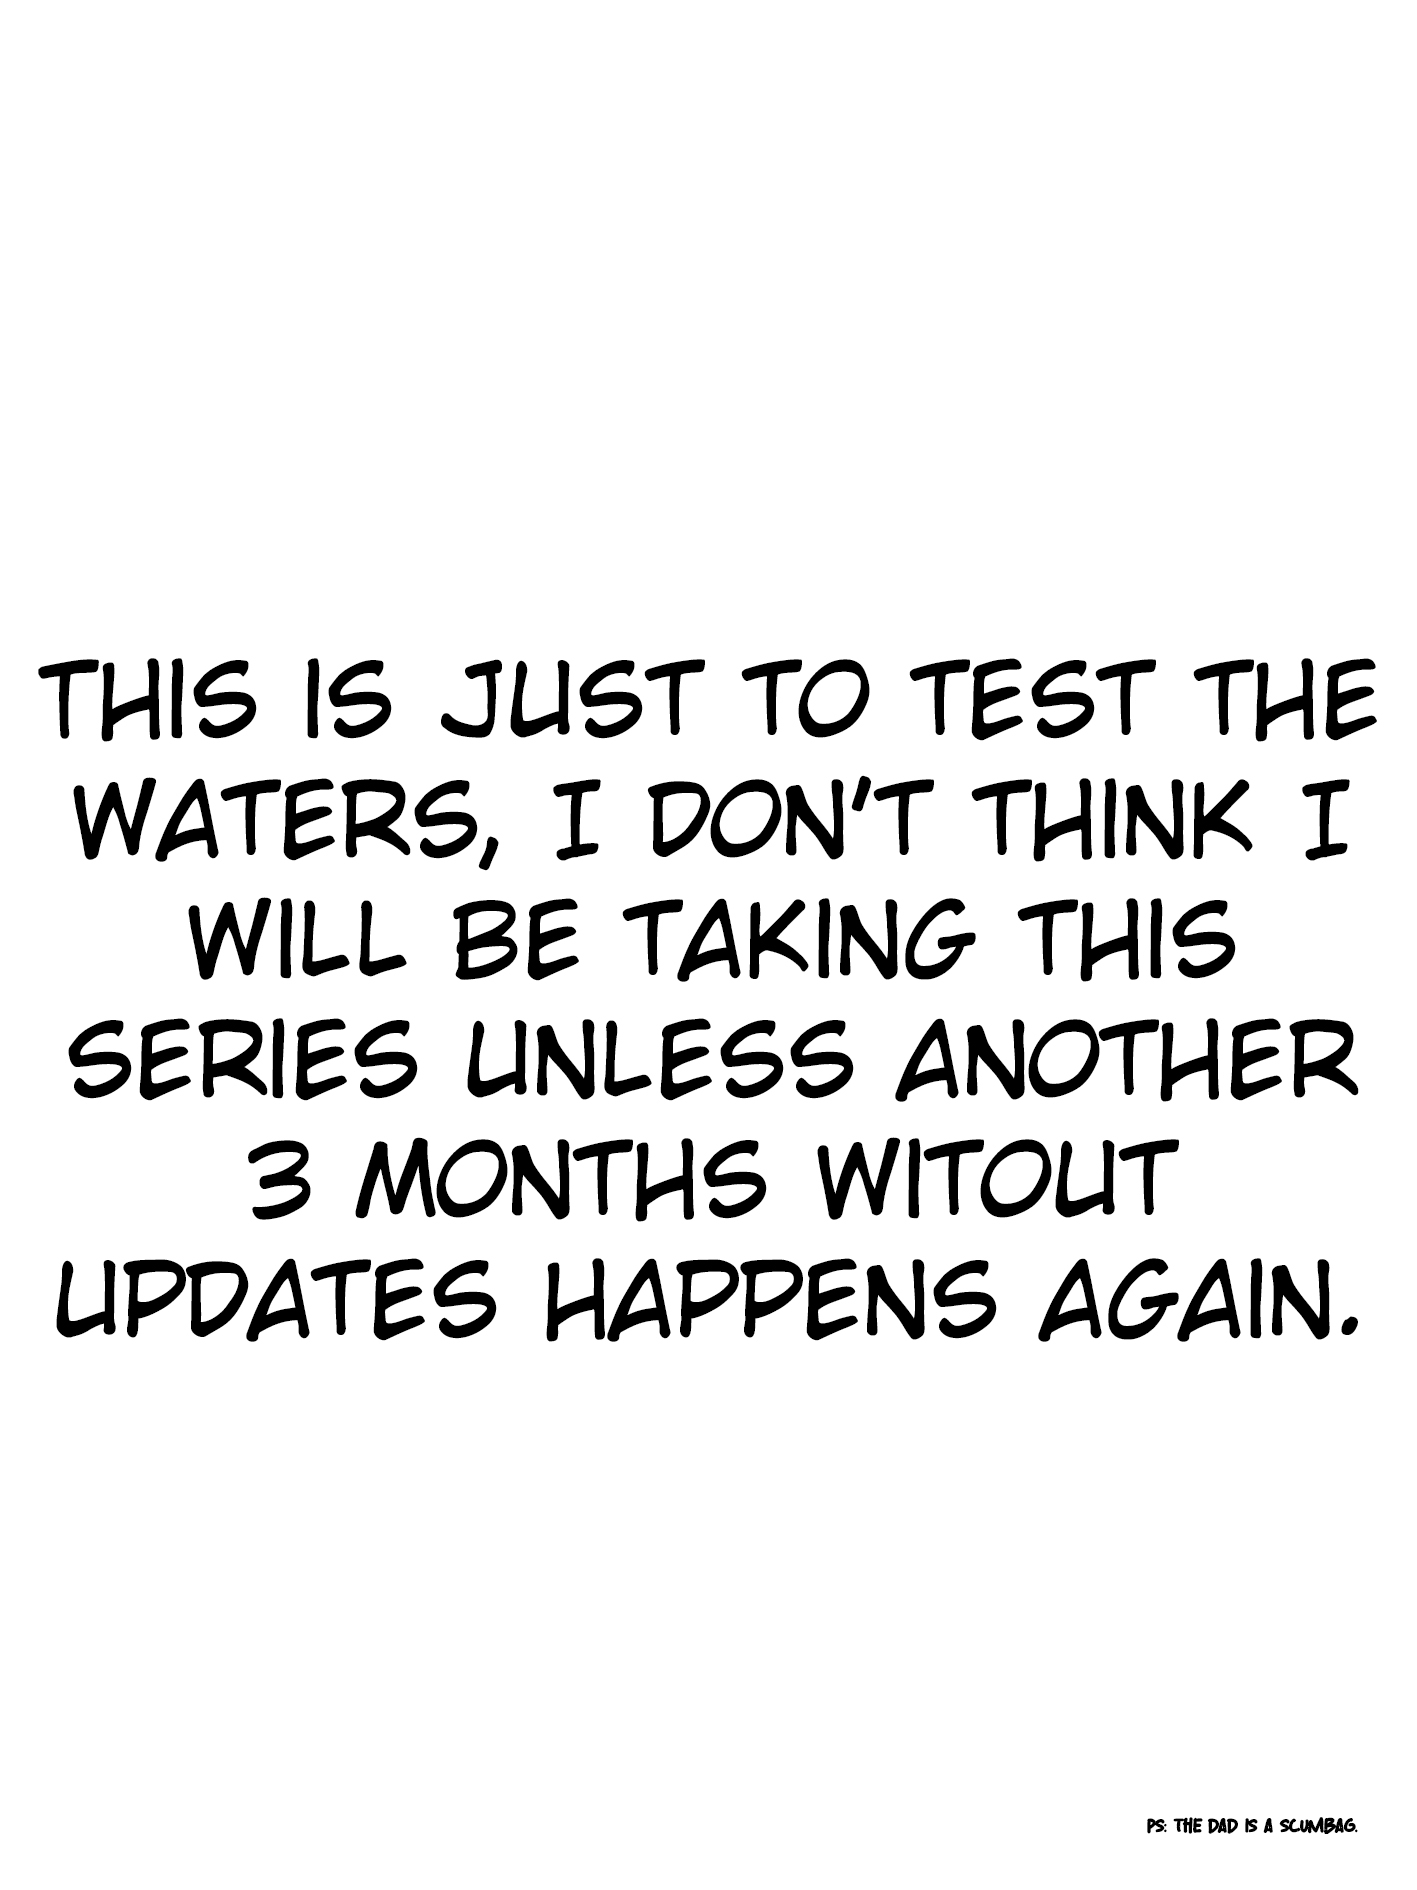 THIS IS JUST TO TEST THE
WATERS, I DON'T THINK I
WILL BE TAKING THIS
SERIES UNLESS ANOTHER
3 MONTHS WITOUT
UPDATES HAPPENS AGAIN.
PS: THE DAD IS A SCUMBAG.